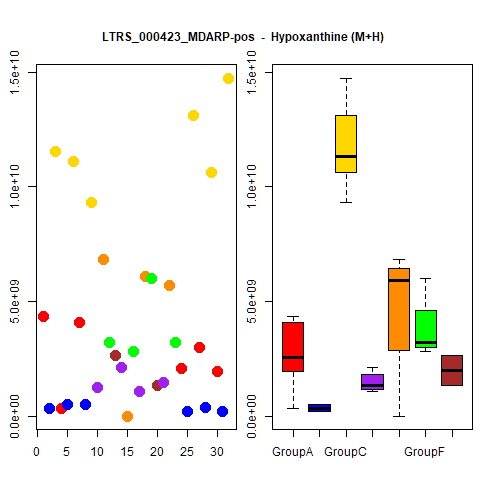 LTRS_000423_MDARP-pos - Hypoxanthine (M+H)
0.0e+00 5.0e+09 1.0e+10 1.5e+10
0.0e+00 5.0e+09 1.0e+10 1.5e+10
0 5 10 15 20 25 30
GroupA GroupC GroupF